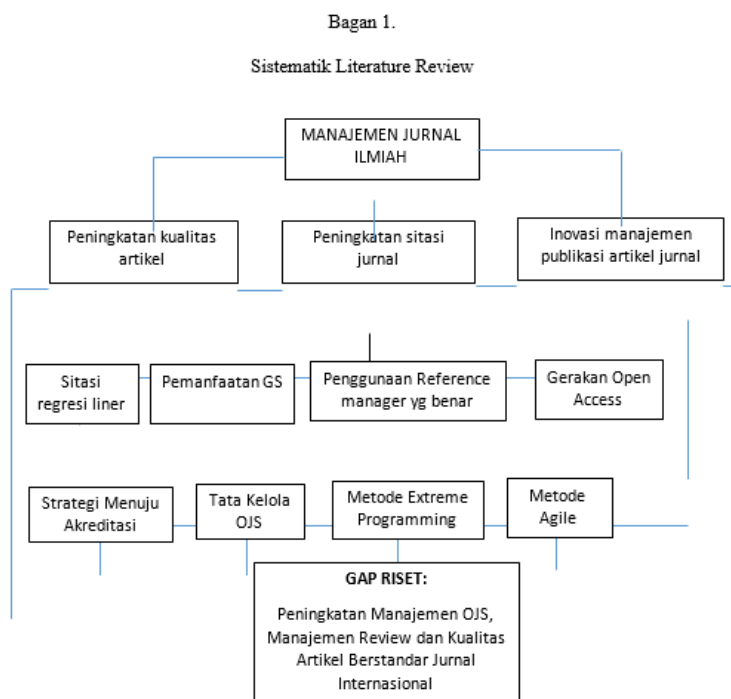 Bagan 1.
Sistematik Literature Review
MANAJEMEN JURNAL
ILMIAH
Peningkatan kualitas
artikel
Peningkatan sitasi
jurnal
Inovasi manajemen
publikasi artikel jurnal
Sitasi
regresi liner
Pemanfaatan GS
Penggunaan Reference
manager yg benar
Gerakan Open
Access
Strategi Menuju
Akreditasi
Tata Kelola
OJS
Metode Extreme
Programming
Metode
Agile
GAP RISET:
Peningkatan Manajemen OJS,
Manajemen Review dan Kualitas
Artikel Berstandar Jurnal
Internasional